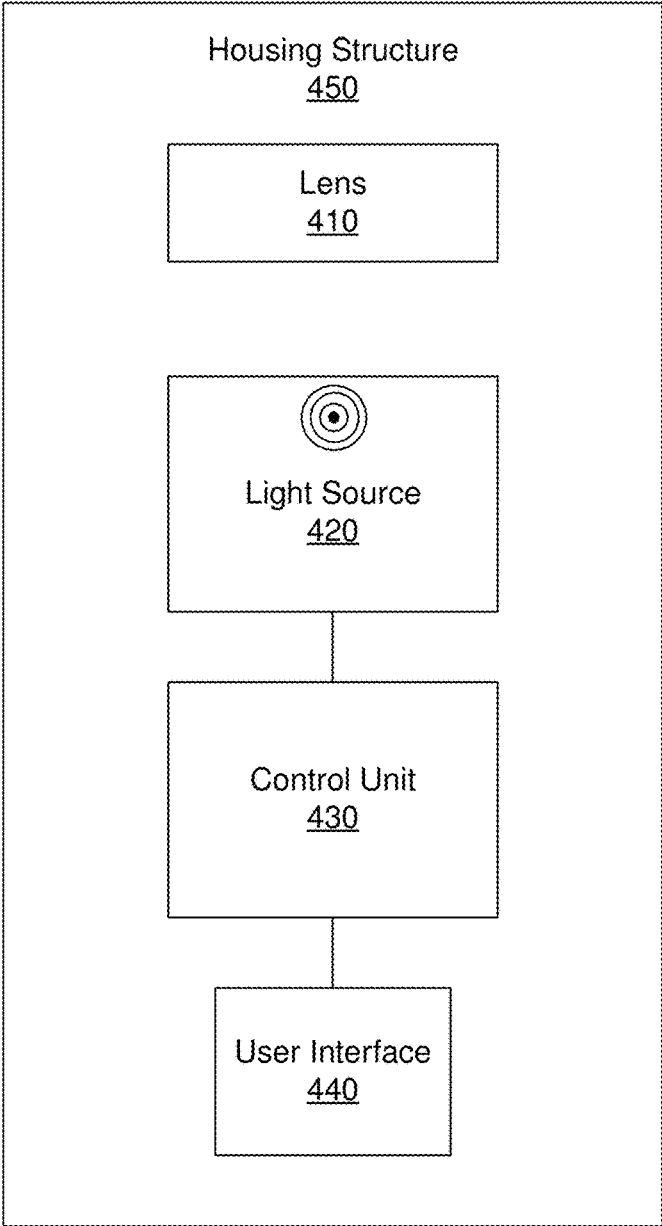 Housing Structure
450
Lens
410
Light Source
420
Control Unit
430
User Interface
440